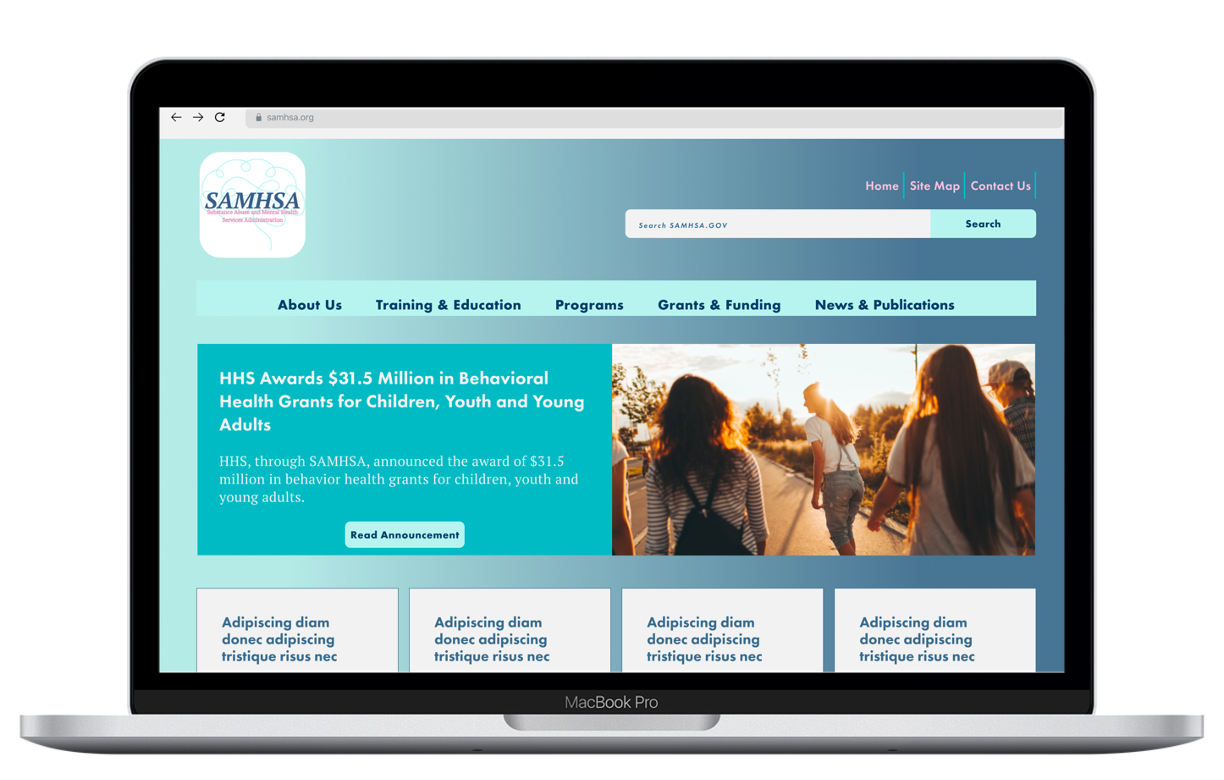 samhsa.org
SAMHSA
Substance Abuse and Mental Health
Services Administration
Home Site Map Contact Us
Search SAMHSA.GOV Search
About Us Training & Education Programs Grants & Funding News & Publications
HHS Awards $31.5 Million in Behavioral
Health Grants for Children, Youth and Young
Adults
HHS, through SAMHSA, announced the award of $31.5
million in behavior health grants for children, youth and
young adults.
Read Announcement
Adipiscing diam
donec adipiscing
tristique risus nec
Adipiscing diam
donec adipiscing
tristique risus nec
Adipiscing diam
donec adipiscing
tristique risus nec
Adipiscing diam
donec adipiscing
tristique risus nec
MacBook Pro